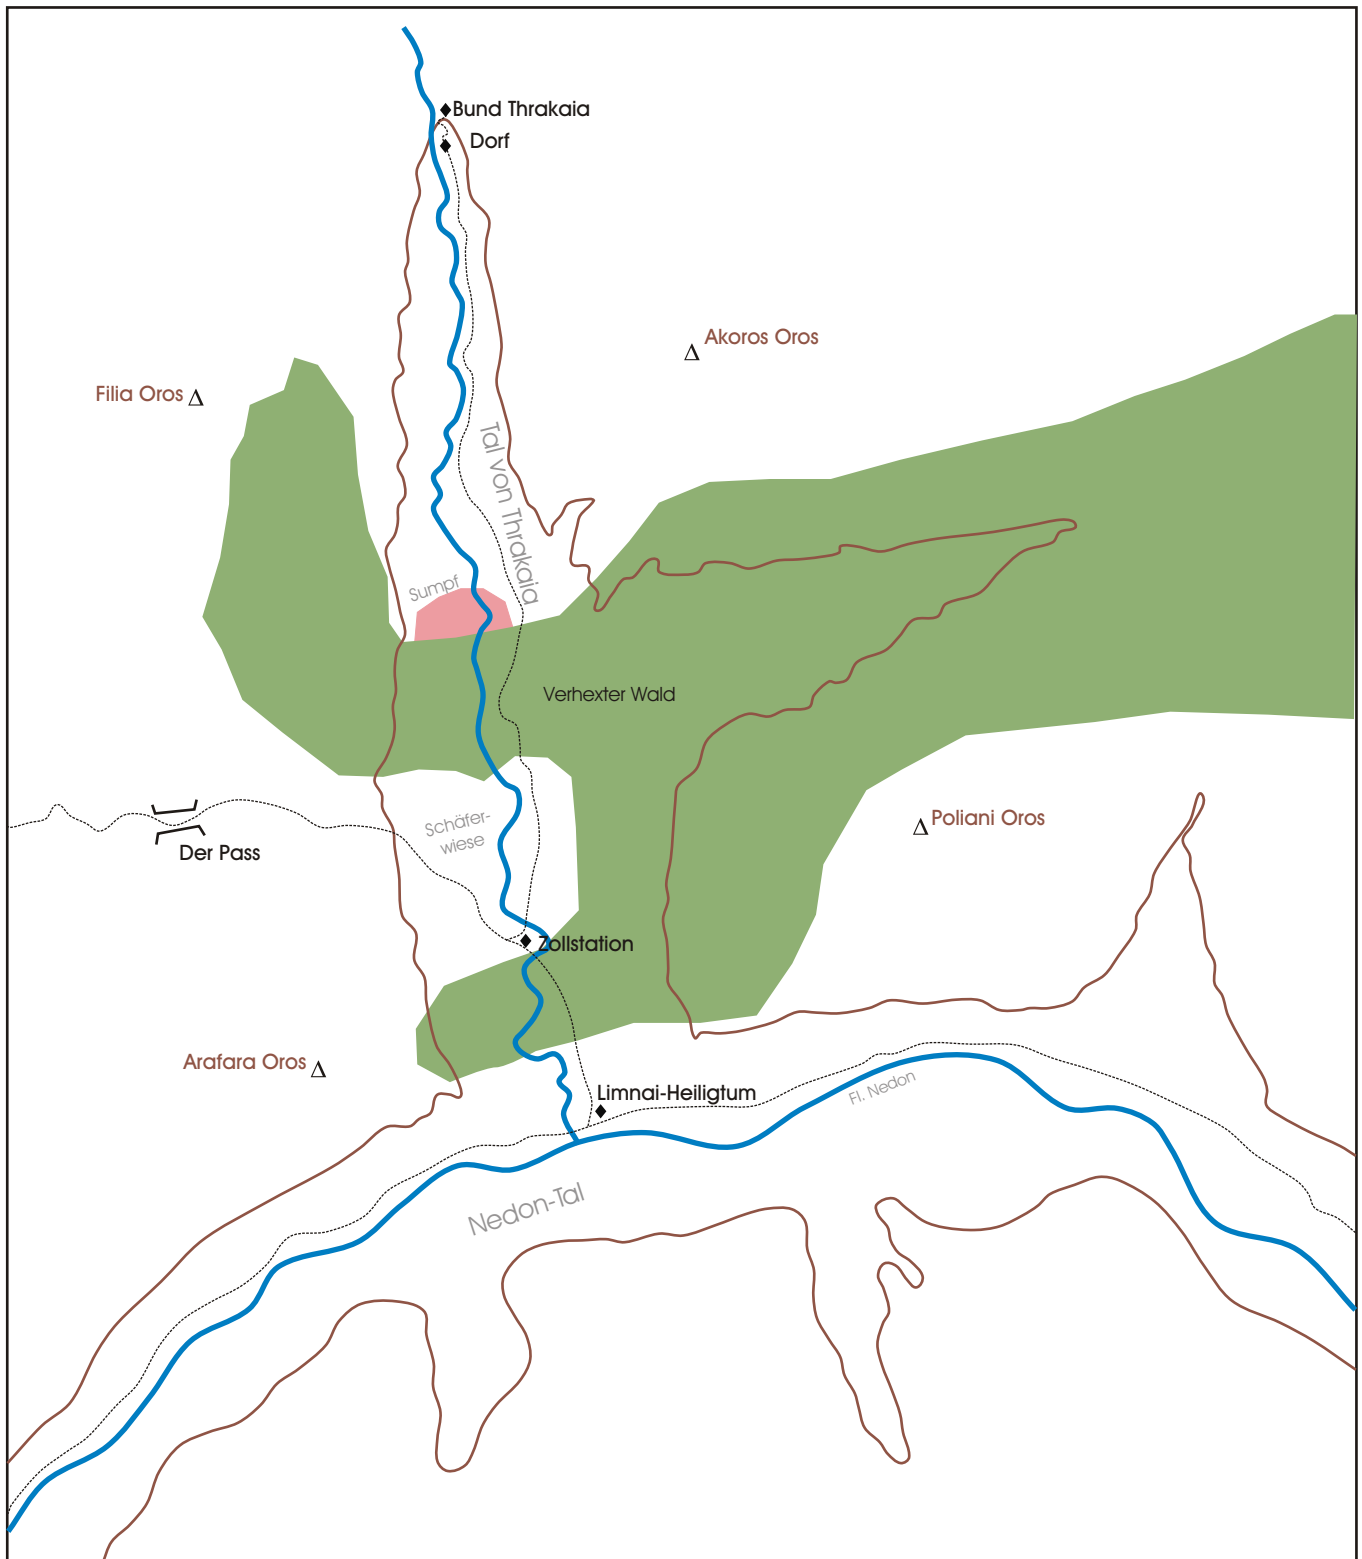 Bund Thrakaia
Dorf
Akoros Oros
Filia Oros
Tal von Thrakaia
Sumpf
Verhexter Wald
Schäfer-
wiese
Poliani Oros
Der Pass
Zollstation
Arafara Oros
Limnai-Heiligtum
Fl. Nedon
Nedon-Tal